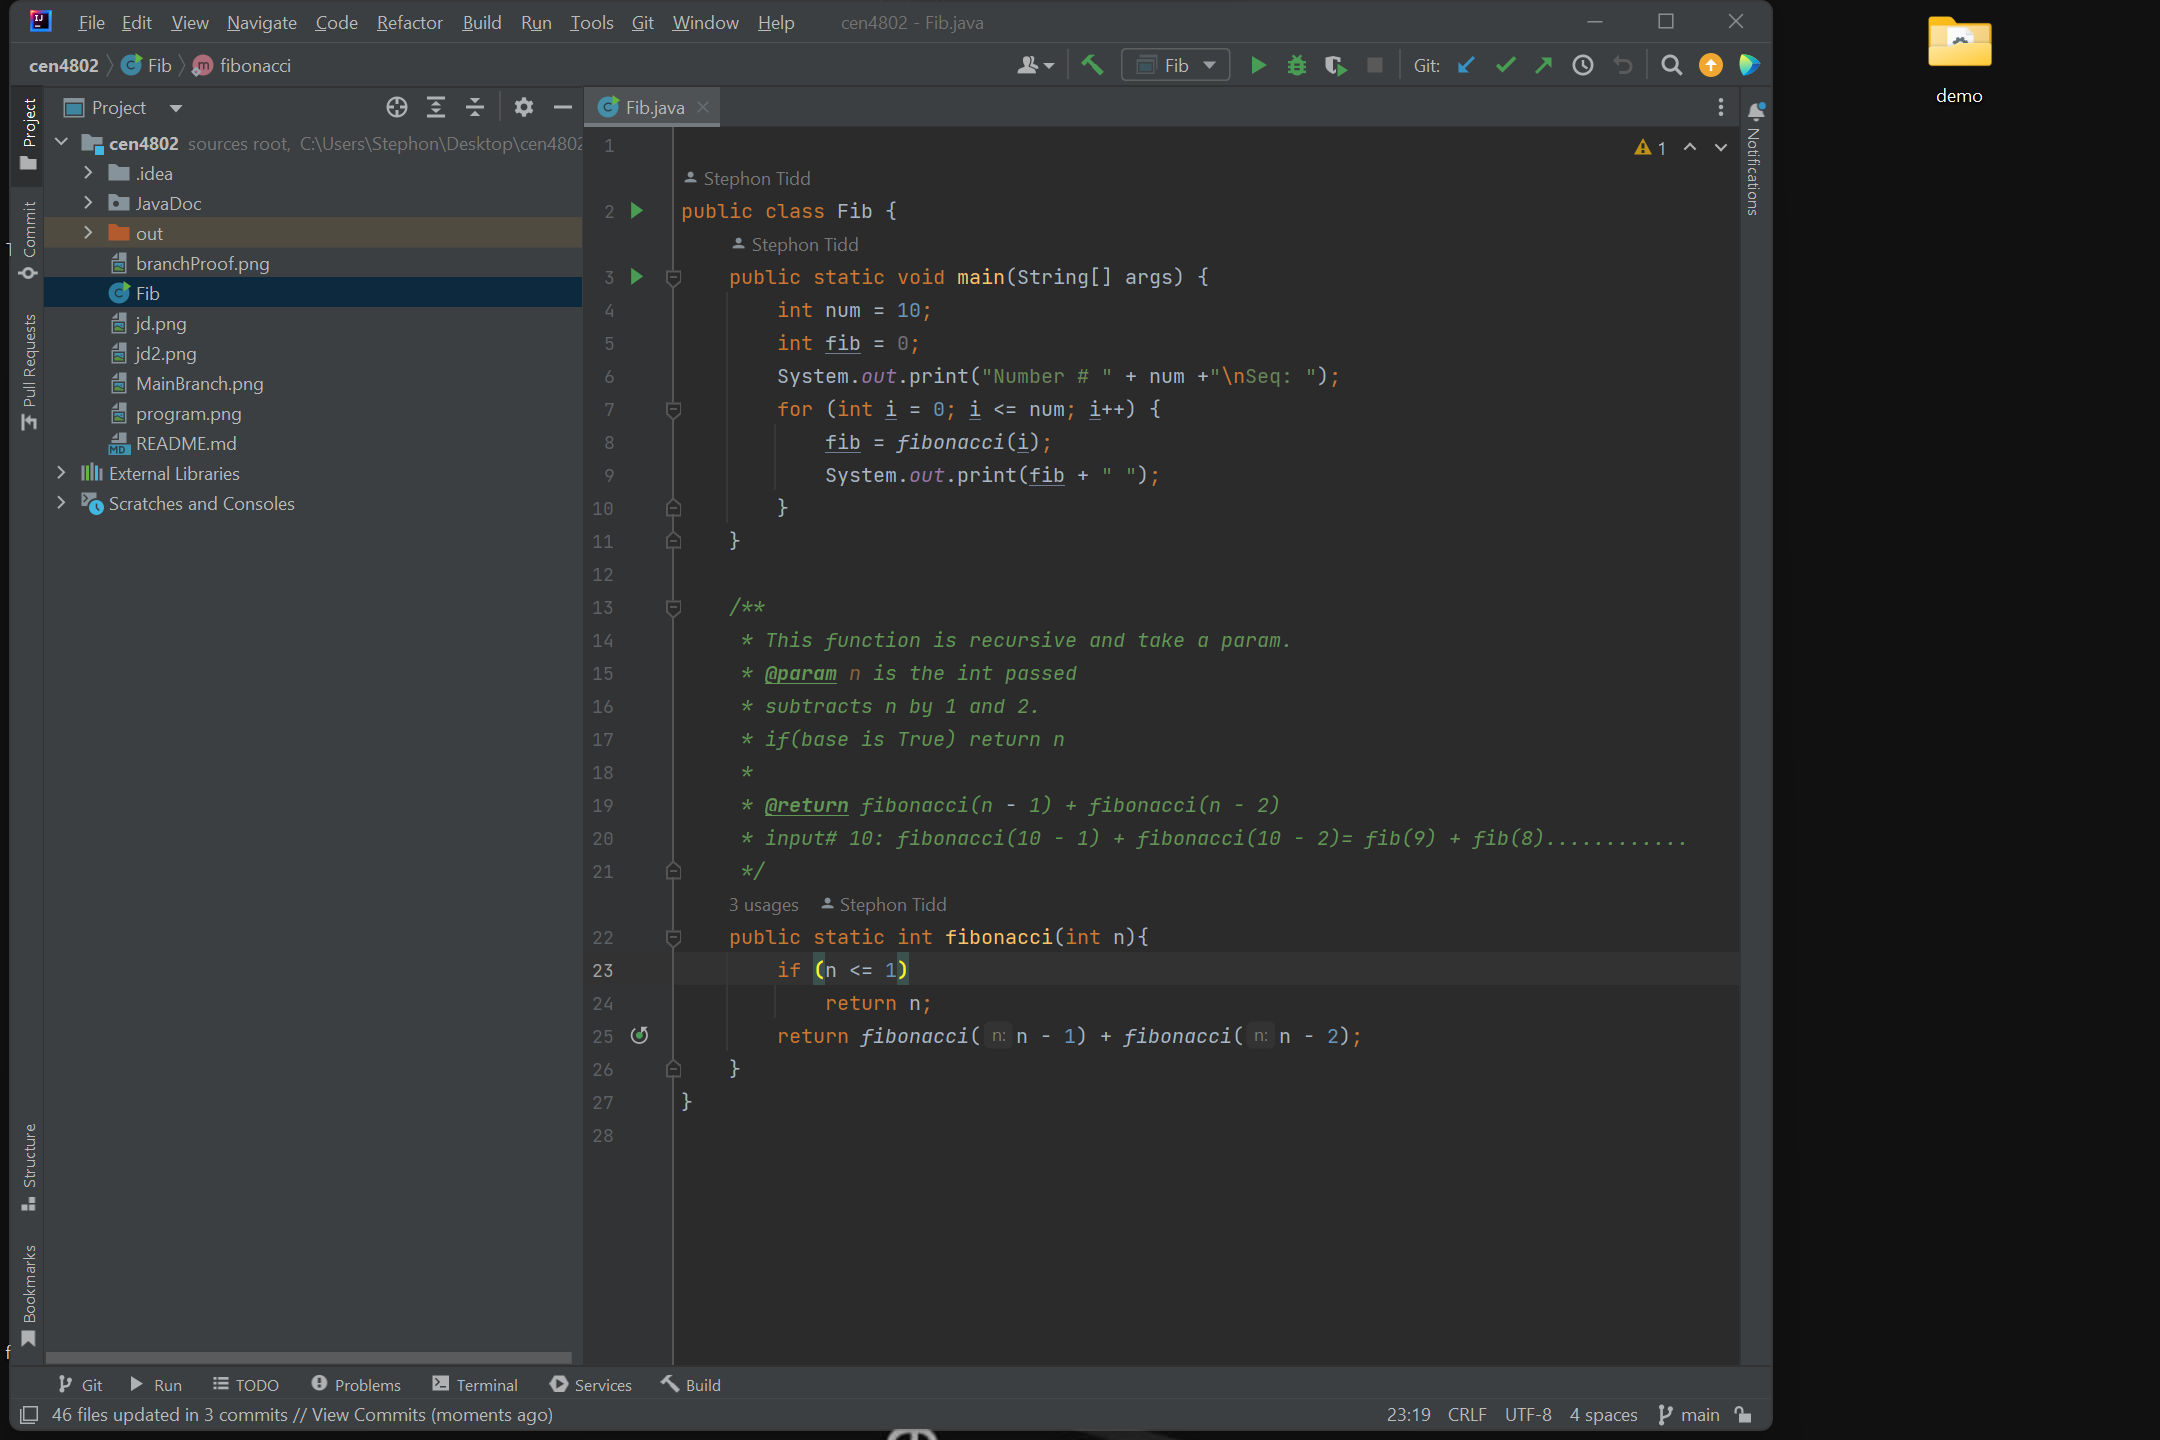 File Edit View Navigate Code Refactor Build Run Tools Git Window Help cen4802 - Fib.java
cen4802 Fib fibonacci Fib Git:
demo
Project
Fib.java
Project
Commit
Pull Requests
Structure
Bookmarks
Notifications
cen4802 sources root, C:\Users\Stephon\Desktop\cen4802
.idea
JavaDoc
out
branchProof.png
Fib
jd.png
jd2.png
MainBranch.png
program.png
README.md
External Libraries
Scratches and Consoles
1
1
Stephon Tidd
2 public class Fib {
Stephon Tidd
3 public static void main(String[] args) {
4 int num = 10;
5 int fib = 0;
6 System.out.print("Number # " + num +"\nSeq: ");
7 for (int i = 0; i <= num; i++) {
8 fib = fibonacci(i);
9 System.out.print(fib + " ");
10 }
11 }
12
13 /**
14 * This function is recursive and take a param.
15 * @param n is the int passed
16 * subtracts n by 1 and 2.
17 * if(base is True) return n
18 *
19 * @return fibonacci(n - 1) + fibonacci(n - 2)
20 * input# 10: fibonacci(10 - 1) + fibonacci(10 - 2)= fib(9) + fib(8)............
21 */
3 usages Stephon Tidd
22 public static int fibonacci(int n){
23 if (n <= 1)
24 return n;
25 return fibonacci( n: n - 1) + fibonacci( n: n - 2);
26 }
27 }
28
Git Run TODO Problems Terminal Services Build
46 files updated in 3 commits // View Commits (moments ago) 23:19 CRLF UTF-8 4 spaces main